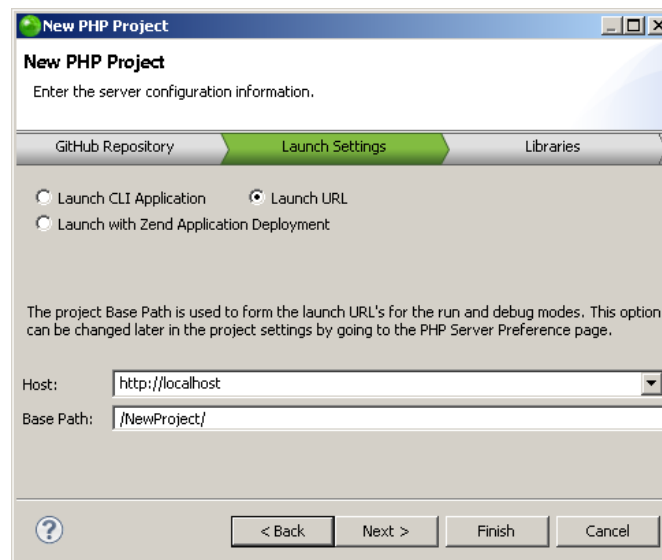 New PHP Project
New PHP Project
Enter the server configuration information.
GitHub Repository Launch Settings Libraries
Launch CLI Application Launch URL
Launch with Zend Application Deployment
The project Base Path is used to form the launch URL's for the run and debug modes. This option
can be changed later in the project settings by going to the PHP Server Preference page.
Host: http://localhost
Base Path: /NewProject/
< Back Next > Finish Cancel